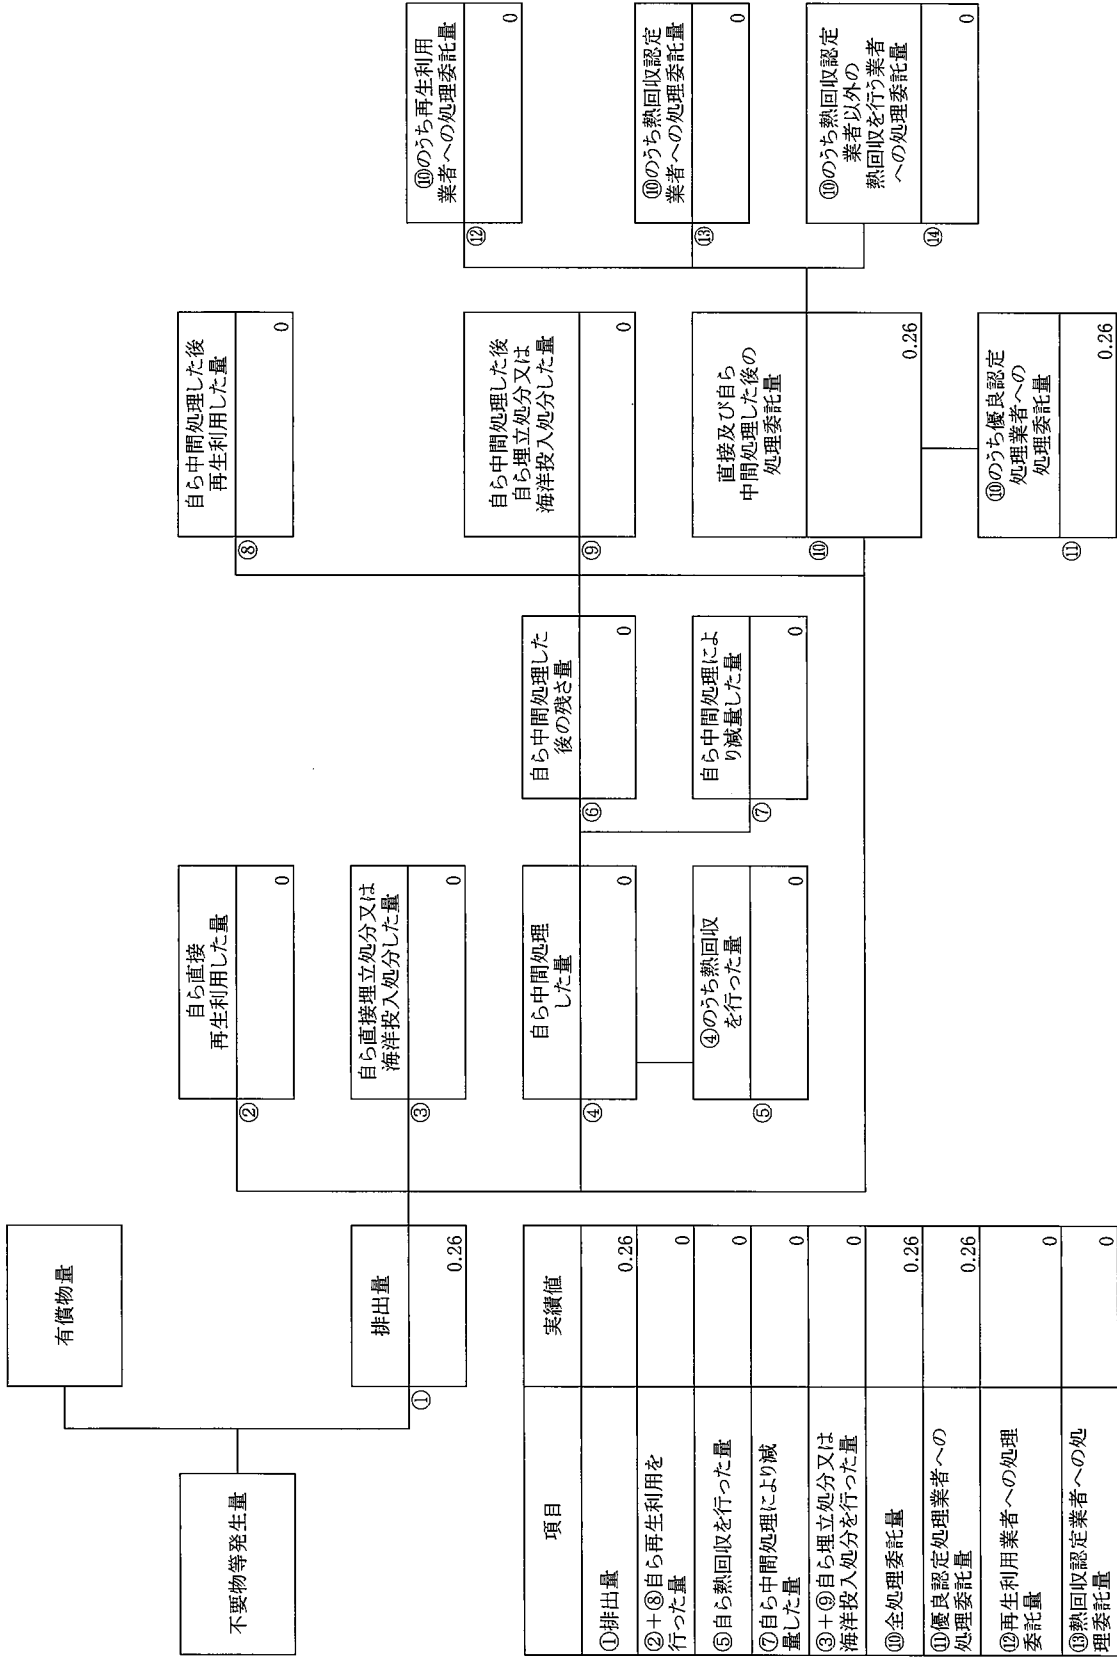 不要物等発生量
有償物量
排出量
①
0.26
自ら直接
再生利用した量
②
0
自ら直接埋立処分又は
海洋投入処分した量
③
0
自ら中間処理
した量
④
0
④のうち熱回収
を行った量
⑤
0
自ら中間処理した
後の残さ量
⑥
0
自ら中間処理によ
り減量した量
⑦
0
自ら中間処理した後
再生利用した量
⑧
0
自ら中間処理した後
自ら埋立処分又は
海洋投入処分した量
⑨
0
直接及び自ら
中間処理した後の
処理委託量
⑩
0.26
⑩のうち優良認定
処理業者への
処理委託量
⑪
0.26
⑩のうち再生利用
業者への処理委託量
⑫
0
⑩のうち熱回収認定
業者への処理委託量
⑬
0
⑩のうち熱回収認定
業者以外の
熱回収を行う業者
への処理委託量
⑭
0
項目 実績値
①排出量 0.26
②+⑧自ら再生利用を
行った量 0
⑤自ら熱回収を行った量 0
⑦自ら中間処理により減
量した量 0
③+⑨自ら埋立処分又は
海洋投入処分を行った量 0
⑩全処理委託量 0.26
⑪優良認定処理業者への
処理委託量 0.26
⑫再生利用業者への処理
委託量 0
⑬熱回収認定業者への処
理委託量 0